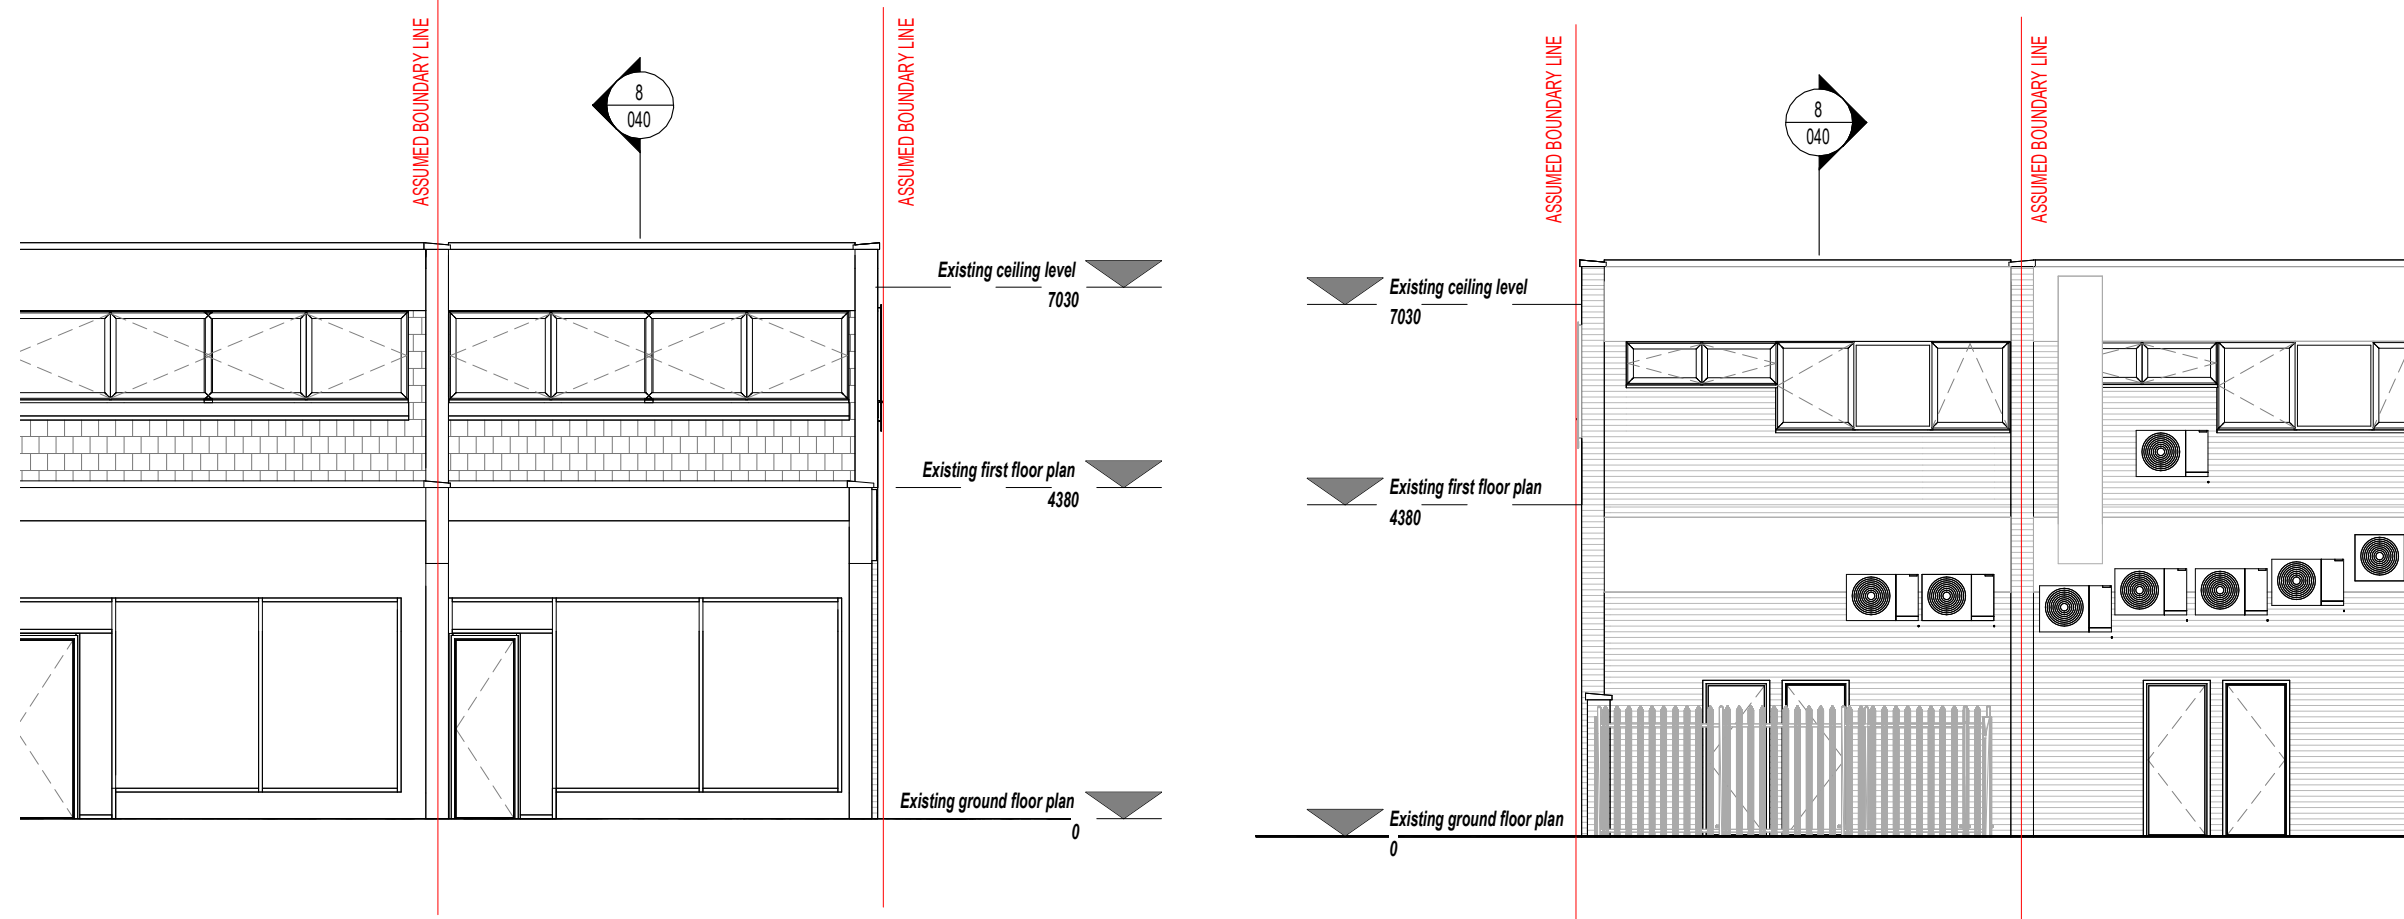 ASSUMED BOUNDARY LINE
8
040
ASSUMED BOUNDARY LINE
Existing ceiling level
7030
Existing first floor plan
4380
Existing ground floor plan
0
ASSUMED BOUNDARY LINE
8
040
ASSUMED BOUNDARY LINE
Existing ceiling level
7030
Existing first floor plan
4380
Existing ground floor plan
0